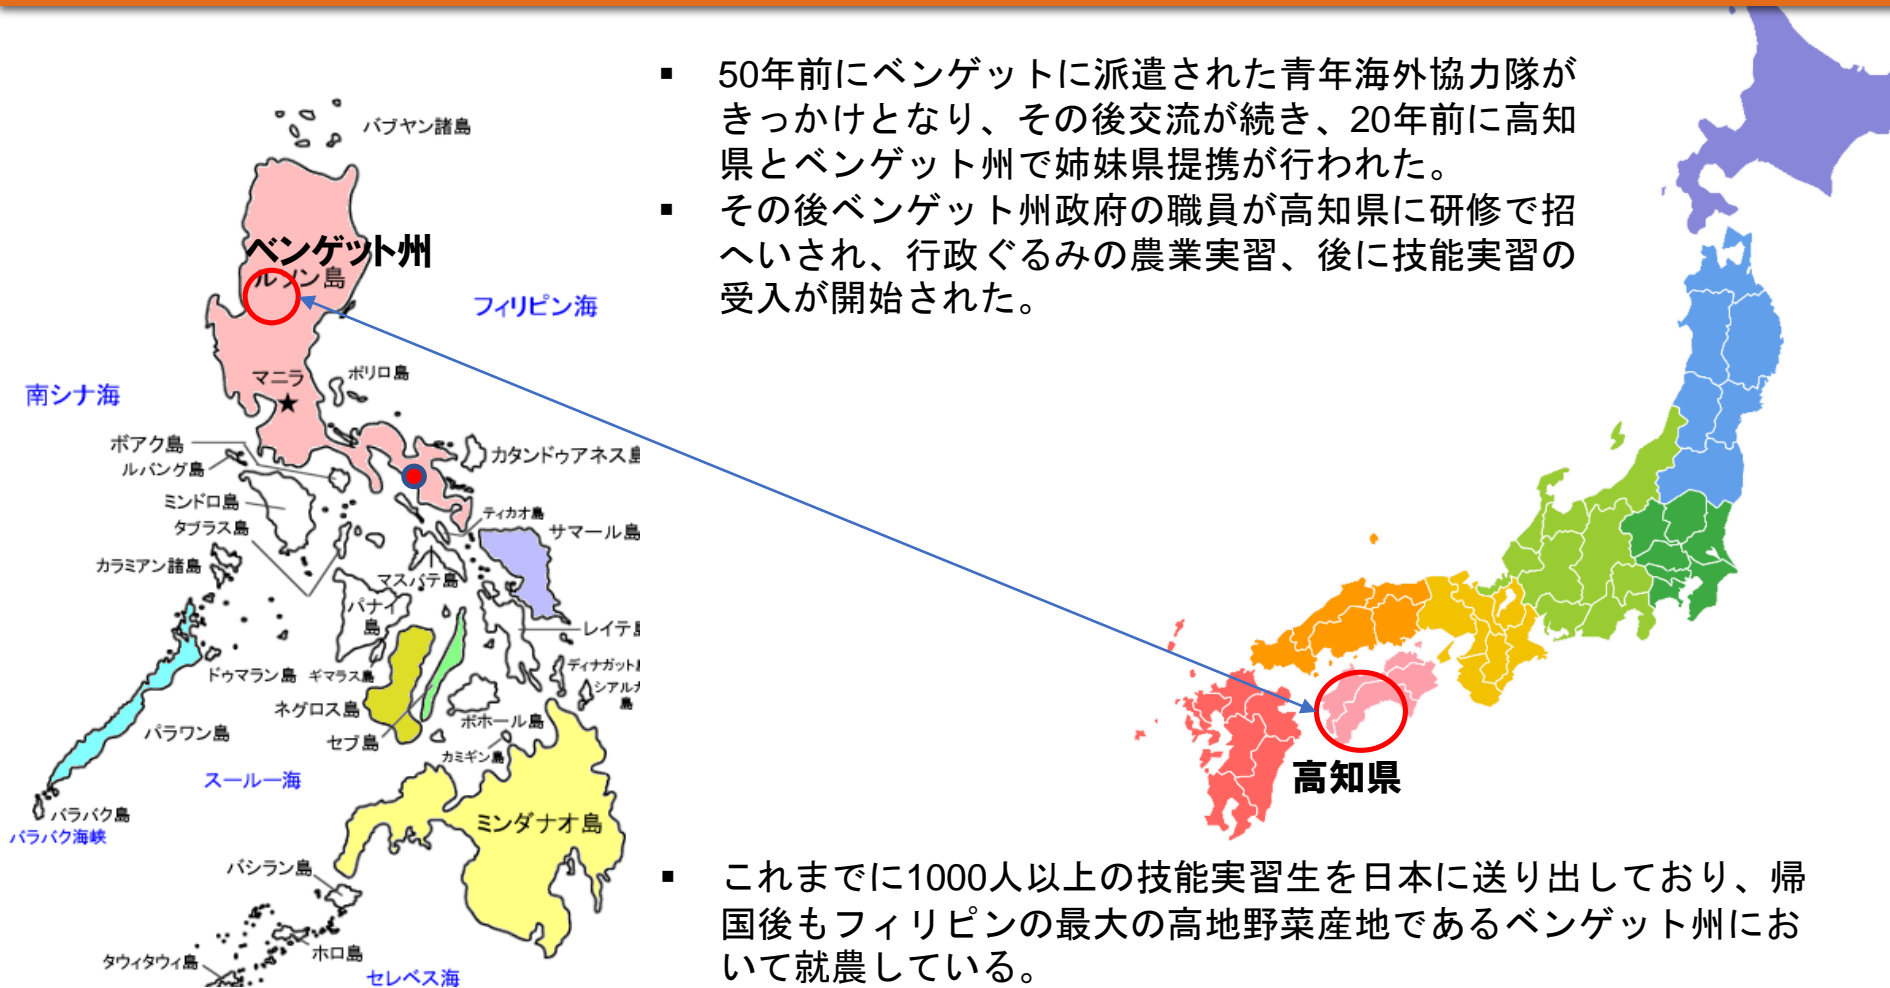 ▪ 50年前にベンゲットに派遣された青年海外協力隊が
きっかけとなり、その後交流が続き、20年前に高知
県とベンゲット州で姉妹県提携が行われた。
▪ その後ベンゲット州政府の職員が高知県に研修で招
へいされ、行政ぐるみの農業実習、後に技能実習の
受入が開始された。
バブヤン諸島
ベンゲット州
ルソン島
フィリピン海
マニラ
ポリロ島
南シナ海
ボアク島
ルバング島
カタンドゥアネス島
ミンドロ島
タブラス島
ティカオ島
サマール島
カラミアン諸島
マスバテ島
パナイ
島
レイテ島
ドゥマラン島
ギマラス島
ディナガット島
シアルガ
島
ネグロス島
ボホール島
セブ島
カミギン島
パラワン島
スールー海
バラバク島
バラバク海峡
ミンダナオ島
バシラン島
ホロ島
タウィタウィ島
セレベス海
高知県
▪ これまでに1000人以上の技能実習生を日本に送り出しており、帰
国後もフィリピンの最大の高地野菜産地であるベンゲット州にお
いて就農している。